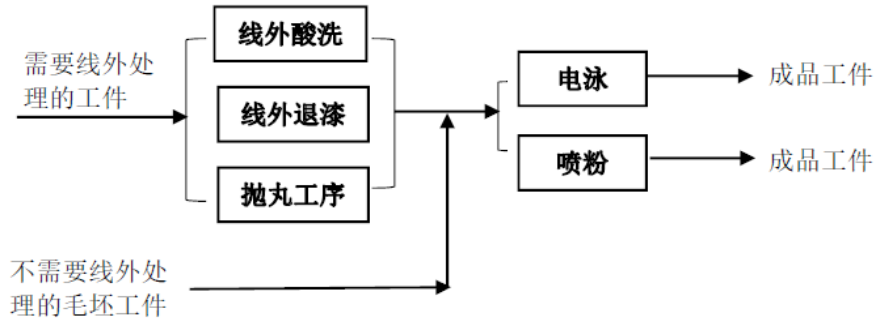 线外酸洗
需要线外处
理的工件
电泳
成品工件
线外退漆
喷粉
成品工件
抛丸工序
不需要线外处
理的毛坯工件